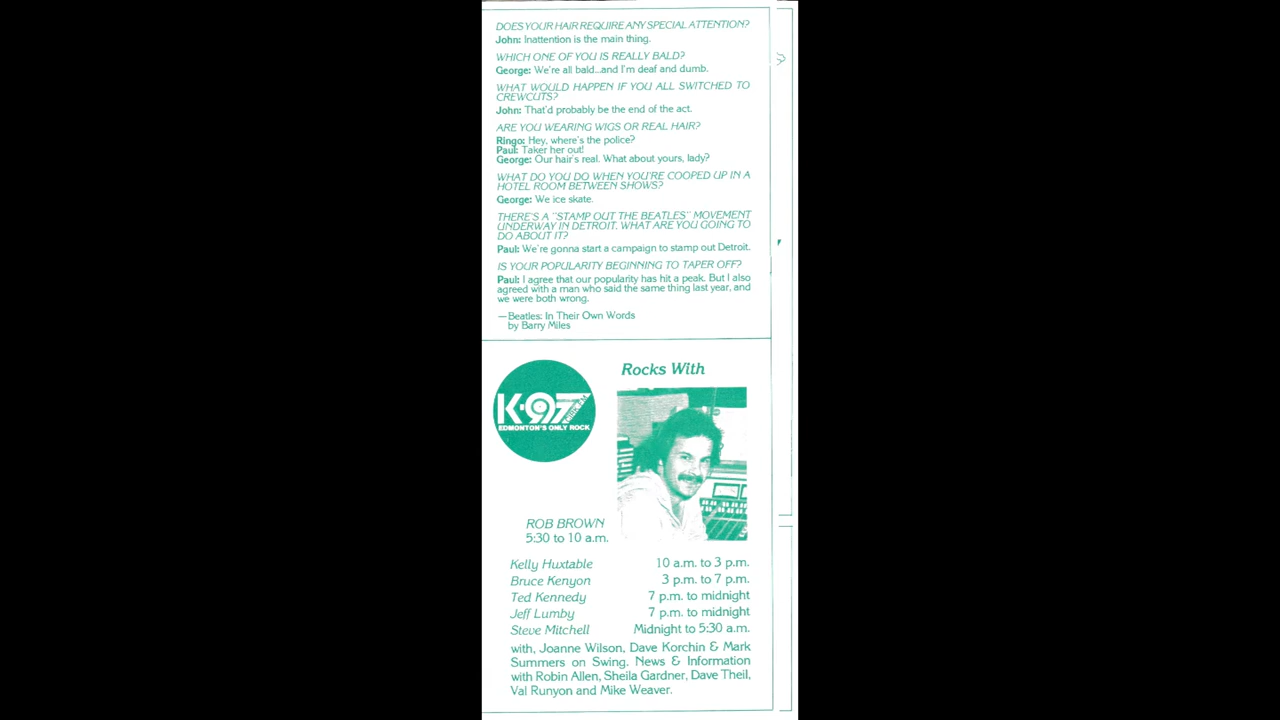 DOES YOUR HAIR REQUIRE ANY SPECIAL ATTENTION?
John: Inattention is the main thing.
WHICH ONE OF YOU IS REALLY BALD?
George: We're all bald...and I'm deaf and dumb.
WHAT WOULD HAPPEN IF YOU ALL SWITCHED TO
CREWCUTS?
John: That'd probably be the end of the act.
ARE YOU WEARING WIGS OR REAL HAIR?
Ringo: Hey, where's the police?
Paul: Taker her out!
George: Our hair's real. What about yours, lady?
WHAT DO YOU DO WHEN YOU'RE COOPED UP IN A
HOTEL ROOM BETWEEN SHOWS?
George: We ice skate.
THERE'S A "STAMP OUT THE BEATLES" MOVEMENT
UNDERWAY IN DETROIT. WHAT ARE YOU GOING TO
DO ABOUT IT?
Paul: We're gonna start a campaign to stamp out Detroit.
IS YOUR POPULARITY BEGINNING TO TAPER OFF?
Paul: I agree that our popularity has hit a peak. But I also
agreed with a man who said the same thing last year, and
we were both wrong.
—Beatles: In Their Own Words
by Barry Miles
Rocks With
K-97
EDMONTON'S ONLY ROCK
ROB BROWN
5:30 to 10 a.m.
Kelly Huxtable 10 a.m. to 3 p.m.
Bruce Kenyon 3 p.m. to 7 p.m.
Ted Kennedy 7 p.m. to midnight
Jeff Lumby 7 p.m. to midnight
Steve Mitchell Midnight to 5:30 a.m.
with, Joanne Wilson, Dave Korchin & Mark
Summers on Swing. News & Information
with Robin Allen, Sheila Gardner, Dave Theil,
Val Runyon and Mike Weaver.